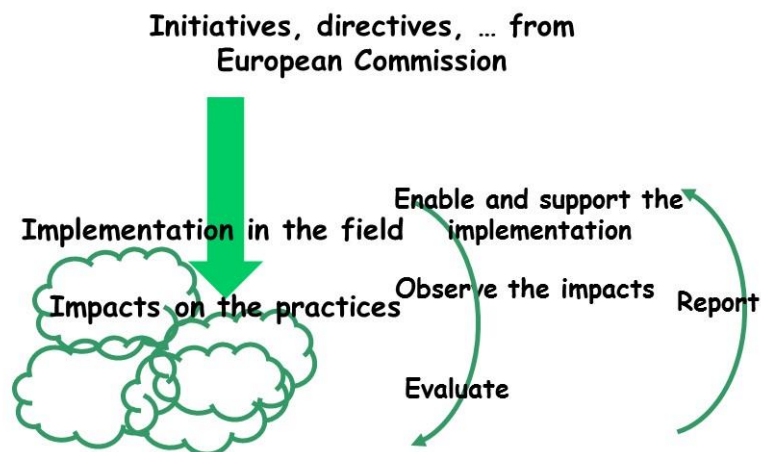 Initiatives, directives, … from
European Commission
Enable and support the
implementation
Implementation in the field
Observe the impacts
Impacts on the practices
Report
Evaluate